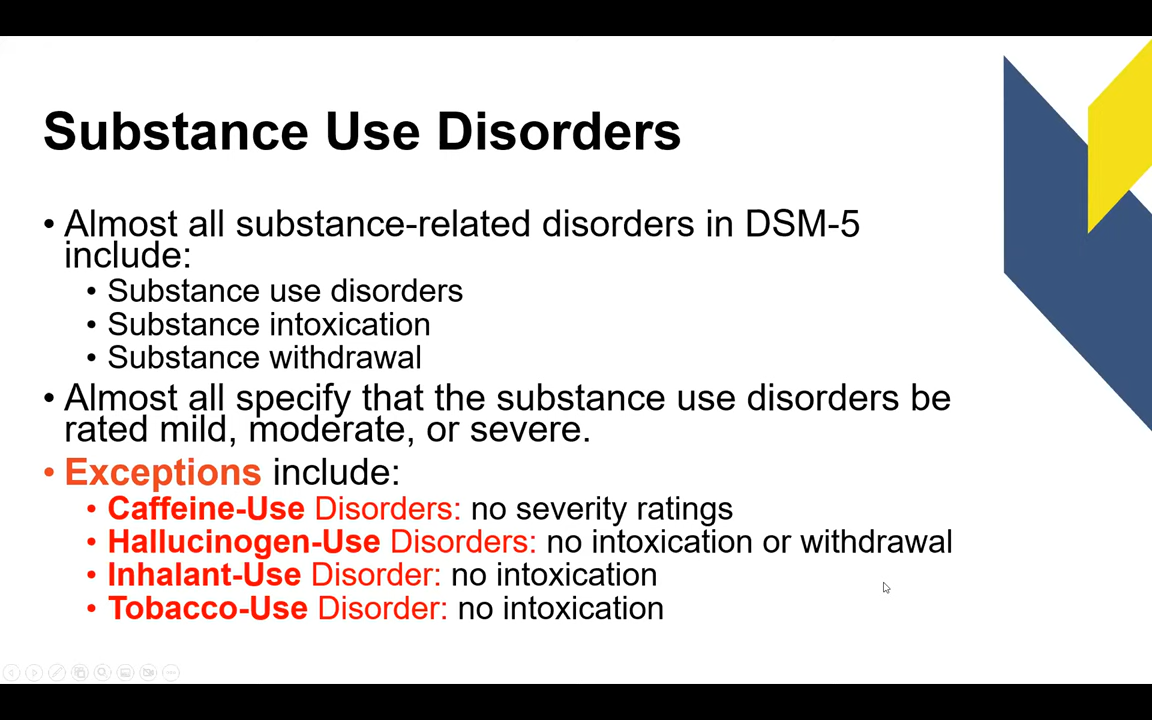 Substance Use Disorders
• Almost all substance-related disorders in DSM-5
include:
• Substance use disorders
• Substance intoxication
• Substance withdrawal
• Almost all specify that the substance use disorders be
rated mild, moderate, or severe.
• Exceptions include:
• Caffeine-Use Disorders: no severity ratings
• Hallucinogen-Use Disorders: no intoxication or withdrawal
• Inhalant-Use Disorder: no intoxication
• Tobacco-Use Disorder: no intoxication